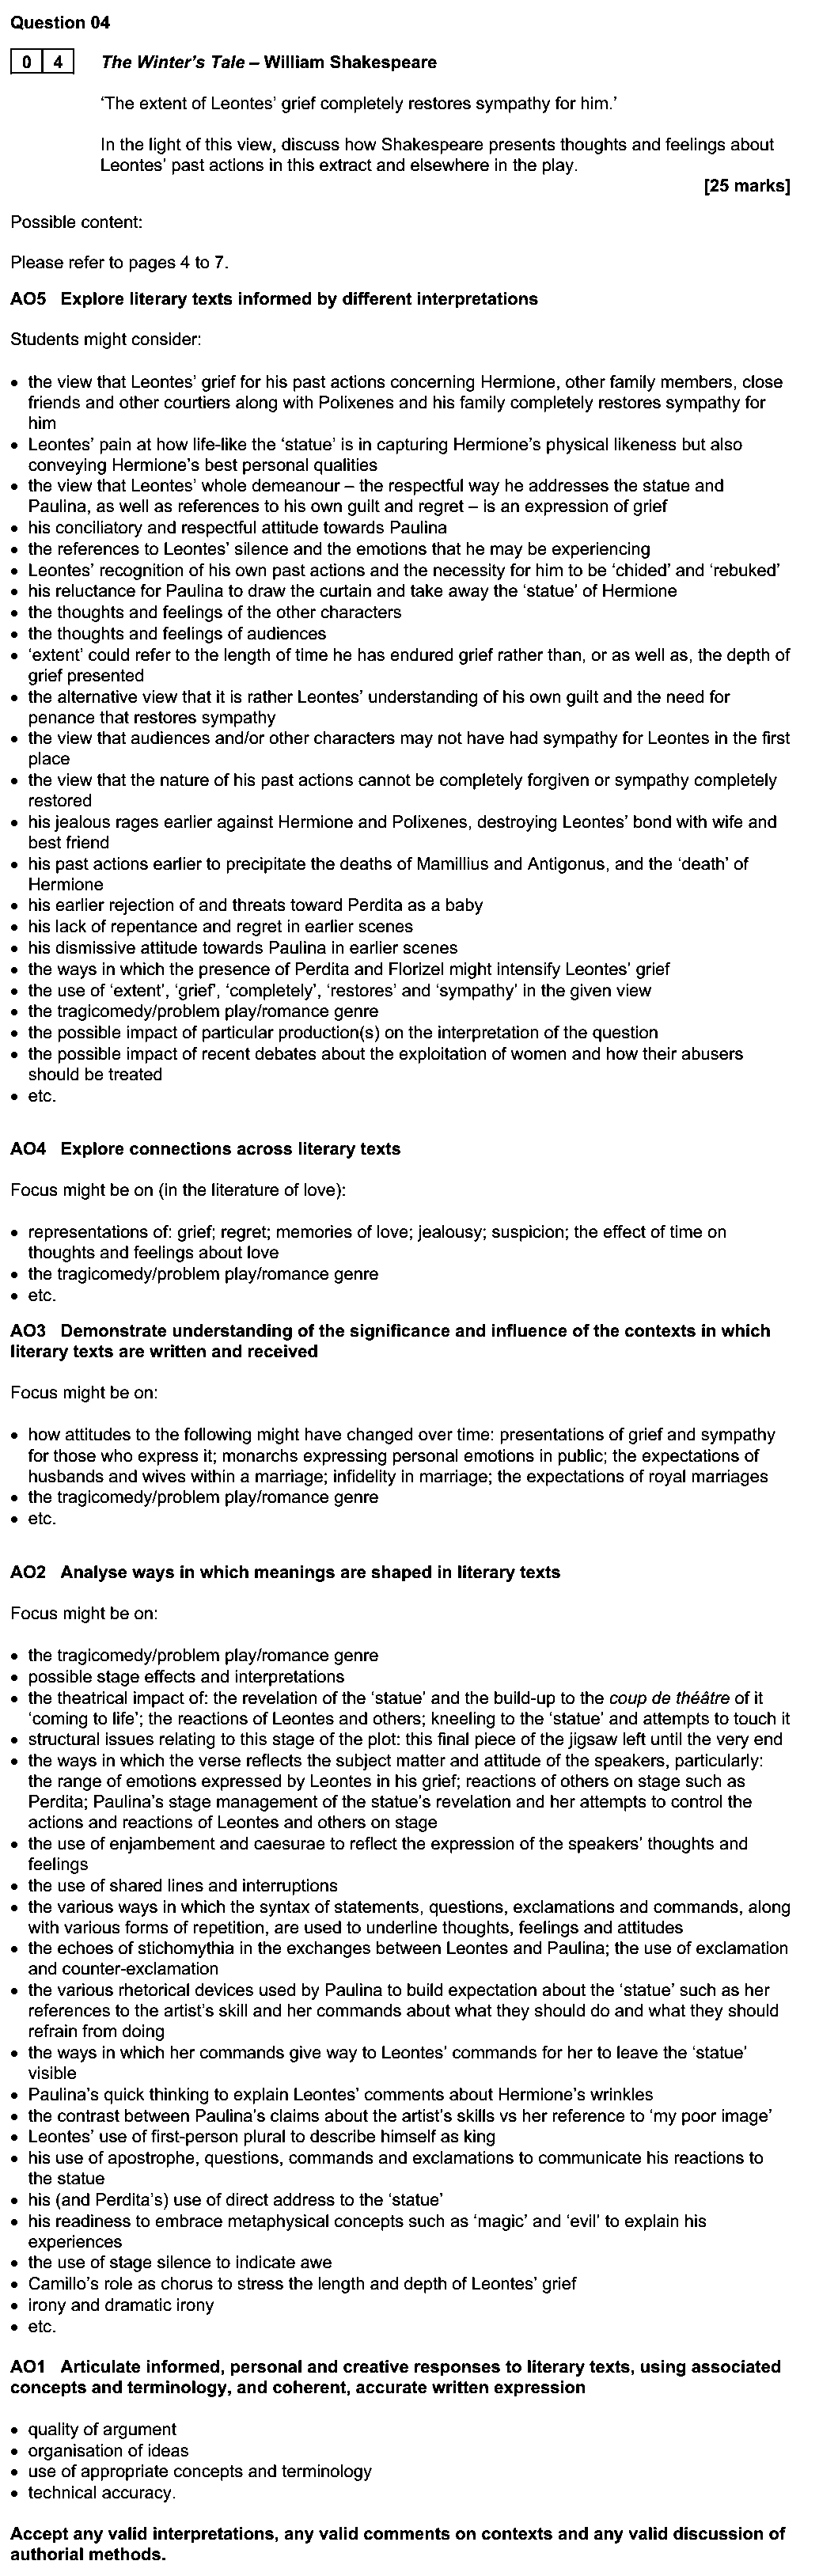 Question 04
0 4 The Winter's Tale – William Shakespeare
'The extent of Leontes' grief completely restores sympathy for him.'
In the light of this view, discuss how Shakespeare presents thoughts and feelings about
Leontes' past actions in this extract and elsewhere in the play.
[25 marks]
Possible content:
Please refer to pages 4 to 7.
AO5 Explore literary texts informed by different interpretations
Students might consider:
• the view that Leontes' grief for his past actions concerning Hermione, other family members, close
friends and other courtiers along with Polixenes and his family completely restores sympathy for
him
• Leontes' pain at how life-like the 'statue' is in capturing Hermione's physical likeness but also
conveying Hermione's best personal qualities
• the view that Leontes' whole demeanour – the respectful way he addresses the statue and
Paulina, as well as references to his own guilt and regret – is an expression of grief
• his conciliatory and respectful attitude towards Paulina
• the references to Leontes' silence and the emotions that he may be experiencing
• Leontes' recognition of his own past actions and the necessity for him to be 'chided' and 'rebuked'
• his reluctance for Paulina to draw the curtain and take away the 'statue' of Hermione
• the thoughts and feelings of the other characters
• the thoughts and feelings of audiences
• 'extent' could refer to the length of time he has endured grief rather than, or as well as, the depth of
grief presented
• the alternative view that it is rather Leontes' understanding of his own guilt and the need for
penance that restores sympathy
• the view that audiences and/or other characters may not have had sympathy for Leontes in the first
place
• the view that the nature of his past actions cannot be completely forgiven or sympathy completely
restored
• his jealous rages earlier against Hermione and Polixenes, destroying Leontes' bond with wife and
best friend
• his past actions earlier to precipitate the deaths of Mamillius and Antigonus, and the 'death' of
Hermione
• his earlier rejection of and threats toward Perdita as a baby
• his lack of repentance and regret in earlier scenes
• his dismissive attitude towards Paulina in earlier scenes
• the ways in which the presence of Perdita and Florizel might intensify Leontes' grief
• the use of 'extent', 'grief', 'completely', 'restores' and 'sympathy' in the given view
• the tragicomedy/problem play/romance genre
• the possible impact of particular production(s) on the interpretation of the question
• the possible impact of recent debates about the exploitation of women and how their abusers
should be treated
• etc.
AO4 Explore connections across literary texts
Focus might be on (in the literature of love):
• representations of: grief; regret; memories of love; jealousy; suspicion; the effect of time on
thoughts and feelings about love
• the tragicomedy/problem play/romance genre
• etc.
AO3 Demonstrate understanding of the significance and influence of the contexts in which
literary texts are written and received
Focus might be on:
• how attitudes to the following might have changed over time: presentations of grief and sympathy
for those who express it; monarchs expressing personal emotions in public; the expectations of
husbands and wives within a marriage; infidelity in marriage; the expectations of royal marriages
• the tragicomedy/problem play/romance genre
• etc.
AO2 Analyse ways in which meanings are shaped in literary texts
Focus might be on:
• the tragicomedy/problem play/romance genre
• possible stage effects and interpretations
• the theatrical impact of: the revelation of the 'statue' and the build-up to the coup de théâtre of it
'coming to life'; the reactions of Leontes and others; kneeling to the 'statue' and attempts to touch it
• structural issues relating to this stage of the plot: this final piece of the jigsaw left until the very end
• the ways in which the verse reflects the subject matter and attitude of the speakers, particularly:
the range of emotions expressed by Leontes in his grief; reactions of others on stage such as
Perdita; Paulina's stage management of the statue's revelation and her attempts to control the
actions and reactions of Leontes and others on stage
• the use of enjambement and caesurae to reflect the expression of the speakers' thoughts and
feelings
• the use of shared lines and interruptions
• the various ways in which the syntax of statements, questions, exclamations and commands, along
with various forms of repetition, are used to underline thoughts, feelings and attitudes
• the echoes of stichomythia in the exchanges between Leontes and Paulina; the use of exclamation
and counter-exclamation
• the various rhetorical devices used by Paulina to build expectation about the 'statue' such as her
references to the artist's skill and her commands about what they should do and what they should
refrain from doing
• the ways in which her commands give way to Leontes' commands for her to leave the 'statue'
visible
• Paulina's quick thinking to explain Leontes' comments about Hermione's wrinkles
• the contrast between Paulina's claims about the artist's skills vs her reference to 'my poor image'
• Leontes' use of first-person plural to describe himself as king
• his use of apostrophe, questions, commands and exclamations to communicate his reactions to
the statue
• his (and Perdita's) use of direct address to the 'statue'
• his readiness to embrace metaphysical concepts such as 'magic' and 'evil' to explain his
experiences
• the use of stage silence to indicate awe
• Camillo's role as chorus to stress the length and depth of Leontes' grief
• irony and dramatic irony
• etc.
AO1 Articulate informed, personal and creative responses to literary texts, using associated
concepts and terminology, and coherent, accurate written expression
• quality of argument
• organisation of ideas
• use of appropriate concepts and terminology
• technical accuracy.
Accept any valid interpretations, any valid comments on contexts and any valid discussion of
authorial methods.